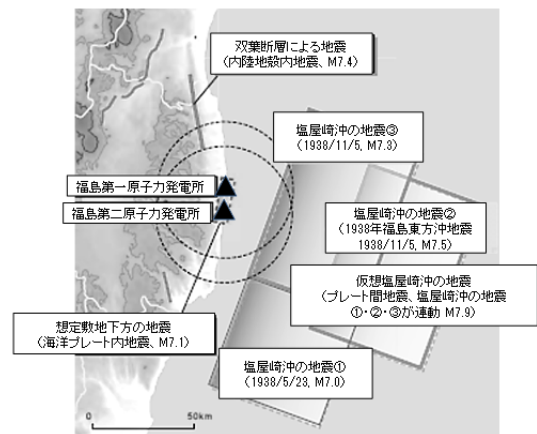 双葉断層による地震
(内陸地殻内地震、M7.4)
塩屋崎沖の地震③
(1938/11/5, M7.3)
福島第一原子力発電所
福島第二原子力発電所
塩屋崎沖の地震②
(1938年福島東方沖地震
1938/11/5, M7.5)
仮想塩屋崎沖の地震
(プレート間地震、塩屋崎沖の地震
①・②・③が連動 M7.9)
想定敷地下方の地震
(海洋プレート内地震、M7.1)
塩屋崎沖の地震①
(1938/5/23, M7.0)
0 50km